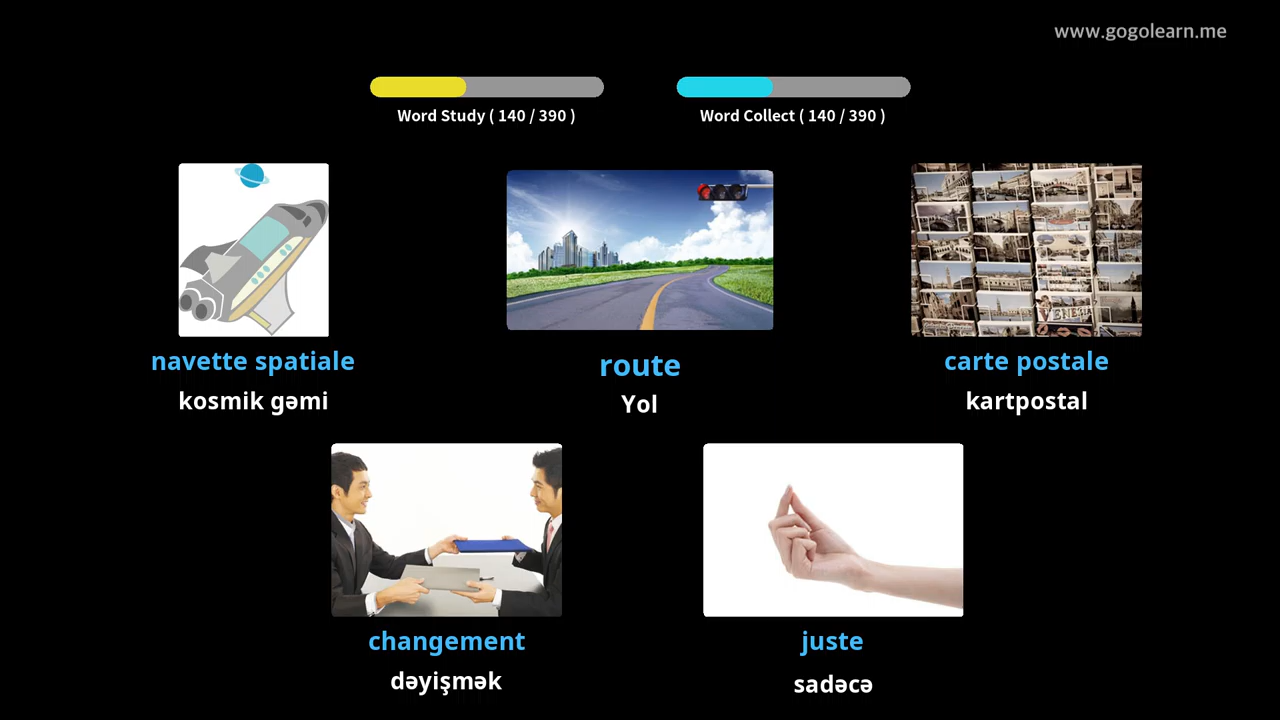 www.gogolearn.me
Word Study ( 140 / 390 )
Word Collect ( 140 / 390 )
navette spatiale
kosmik gəmi
route
Yol
carte postale
kartpostal
VENEZIA
changement
dəyişmək
juste
sadəcə